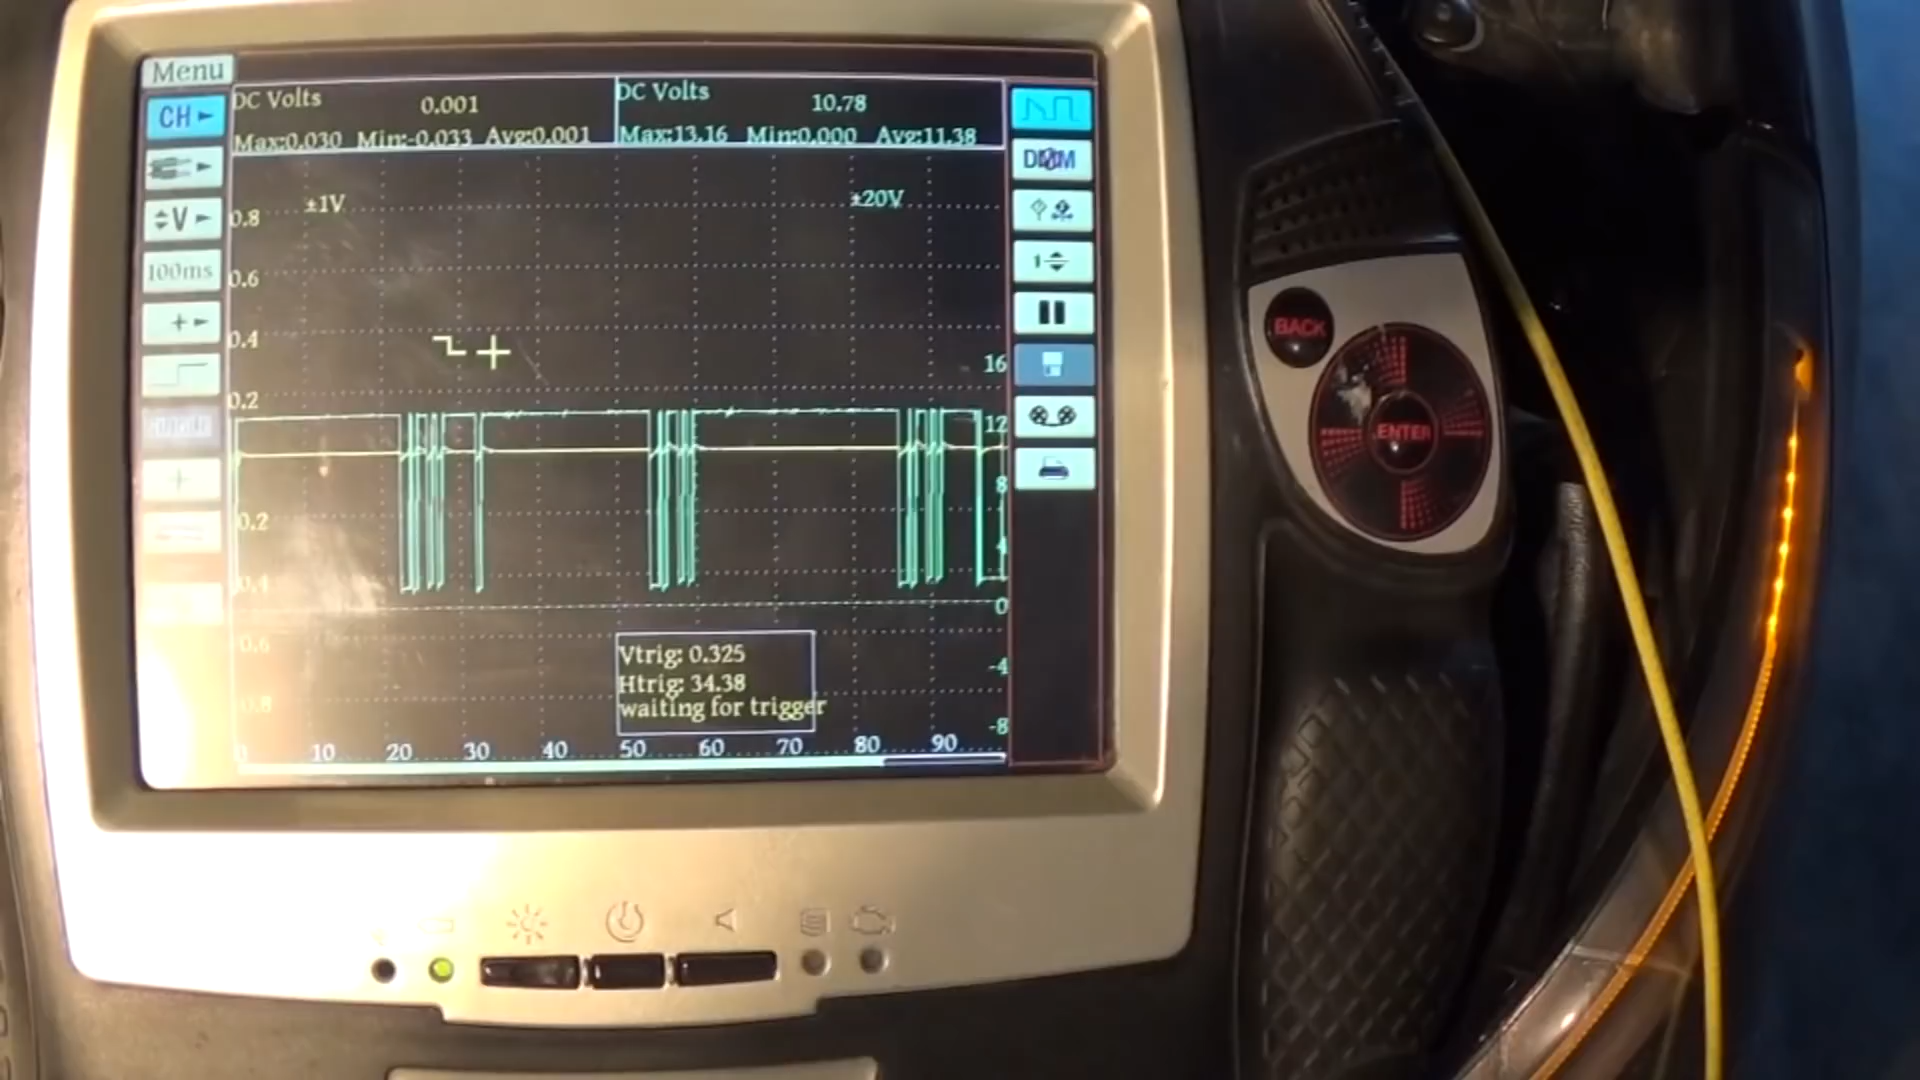 Menu
CH
V
100ms
DC Volts 0.001
Max:0.030 Min:-0.033 Avg:0.001
DC Volts 10.78
Max:13.16 Min:0.000 Avg:11.38
DMM
1
±1V
±20V
0.8
0.6
0.4
0.2
0.2
0.4
0.6
0.8
16
12
8
4
0
-4
-8
Vtrig: 0.325
Htrig: 34.38
waiting for trigger
0 10 20 30 40 50 60 70 80 90
BACK
ENTER